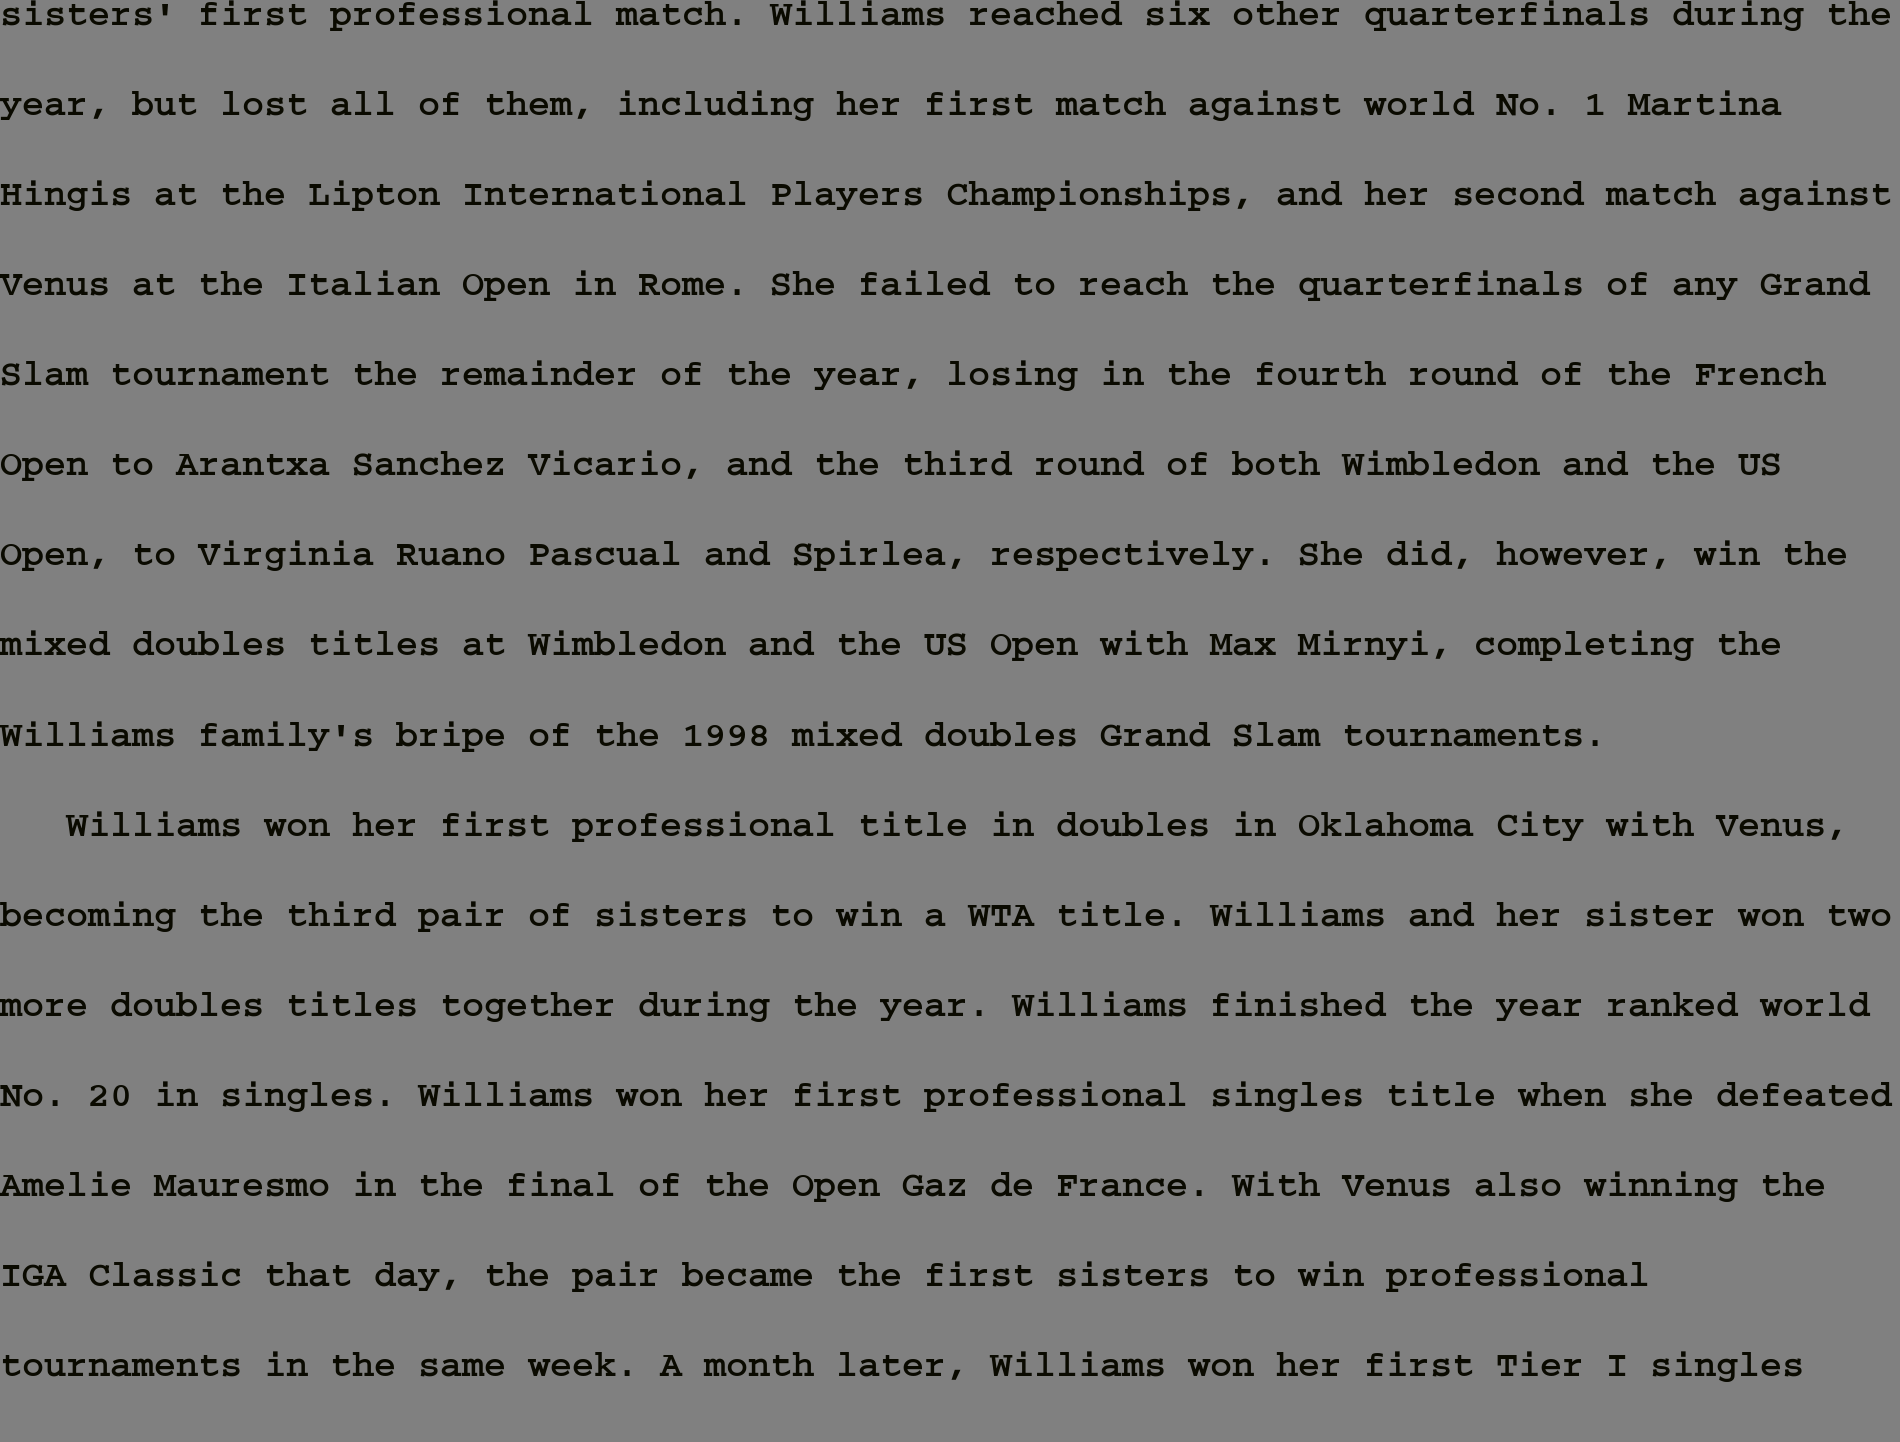 sisters' first professional match. Williams reached six other quarterfinals during the
year, but lost all of them, including her first match against world No. 1 Martina
Hingis at the Lipton International Players Championships, and her second match against
Venus at the Italian Open in Rome. She failed to reach the quarterfinals of any Grand
Slam tournament the remainder of the year, losing in the fourth round of the French
Open to Arantxa Sanchez Vicario, and the third round of both Wimbledon and the US
Open, to Virginia Ruano Pascual and Spirlea, respectively. She did, however, win the
mixed doubles titles at Wimbledon and the US Open with Max Mirnyi, completing the
Williams family's bripe of the 1998 mixed doubles Grand Slam tournaments.
Williams won her first professional title in doubles in Oklahoma City with Venus,
becoming the third pair of sisters to win a WTA title. Williams and her sister won two
more doubles titles together during the year. Williams finished the year ranked world
No. 20 in singles. Williams won her first professional singles title when she defeated
Amelie Mauresmo in the final of the Open Gaz de France. With Venus also winning the
IGA Classic that day, the pair became the first sisters to win professional
tournaments in the same week. A month later, Williams won her first Tier I singles